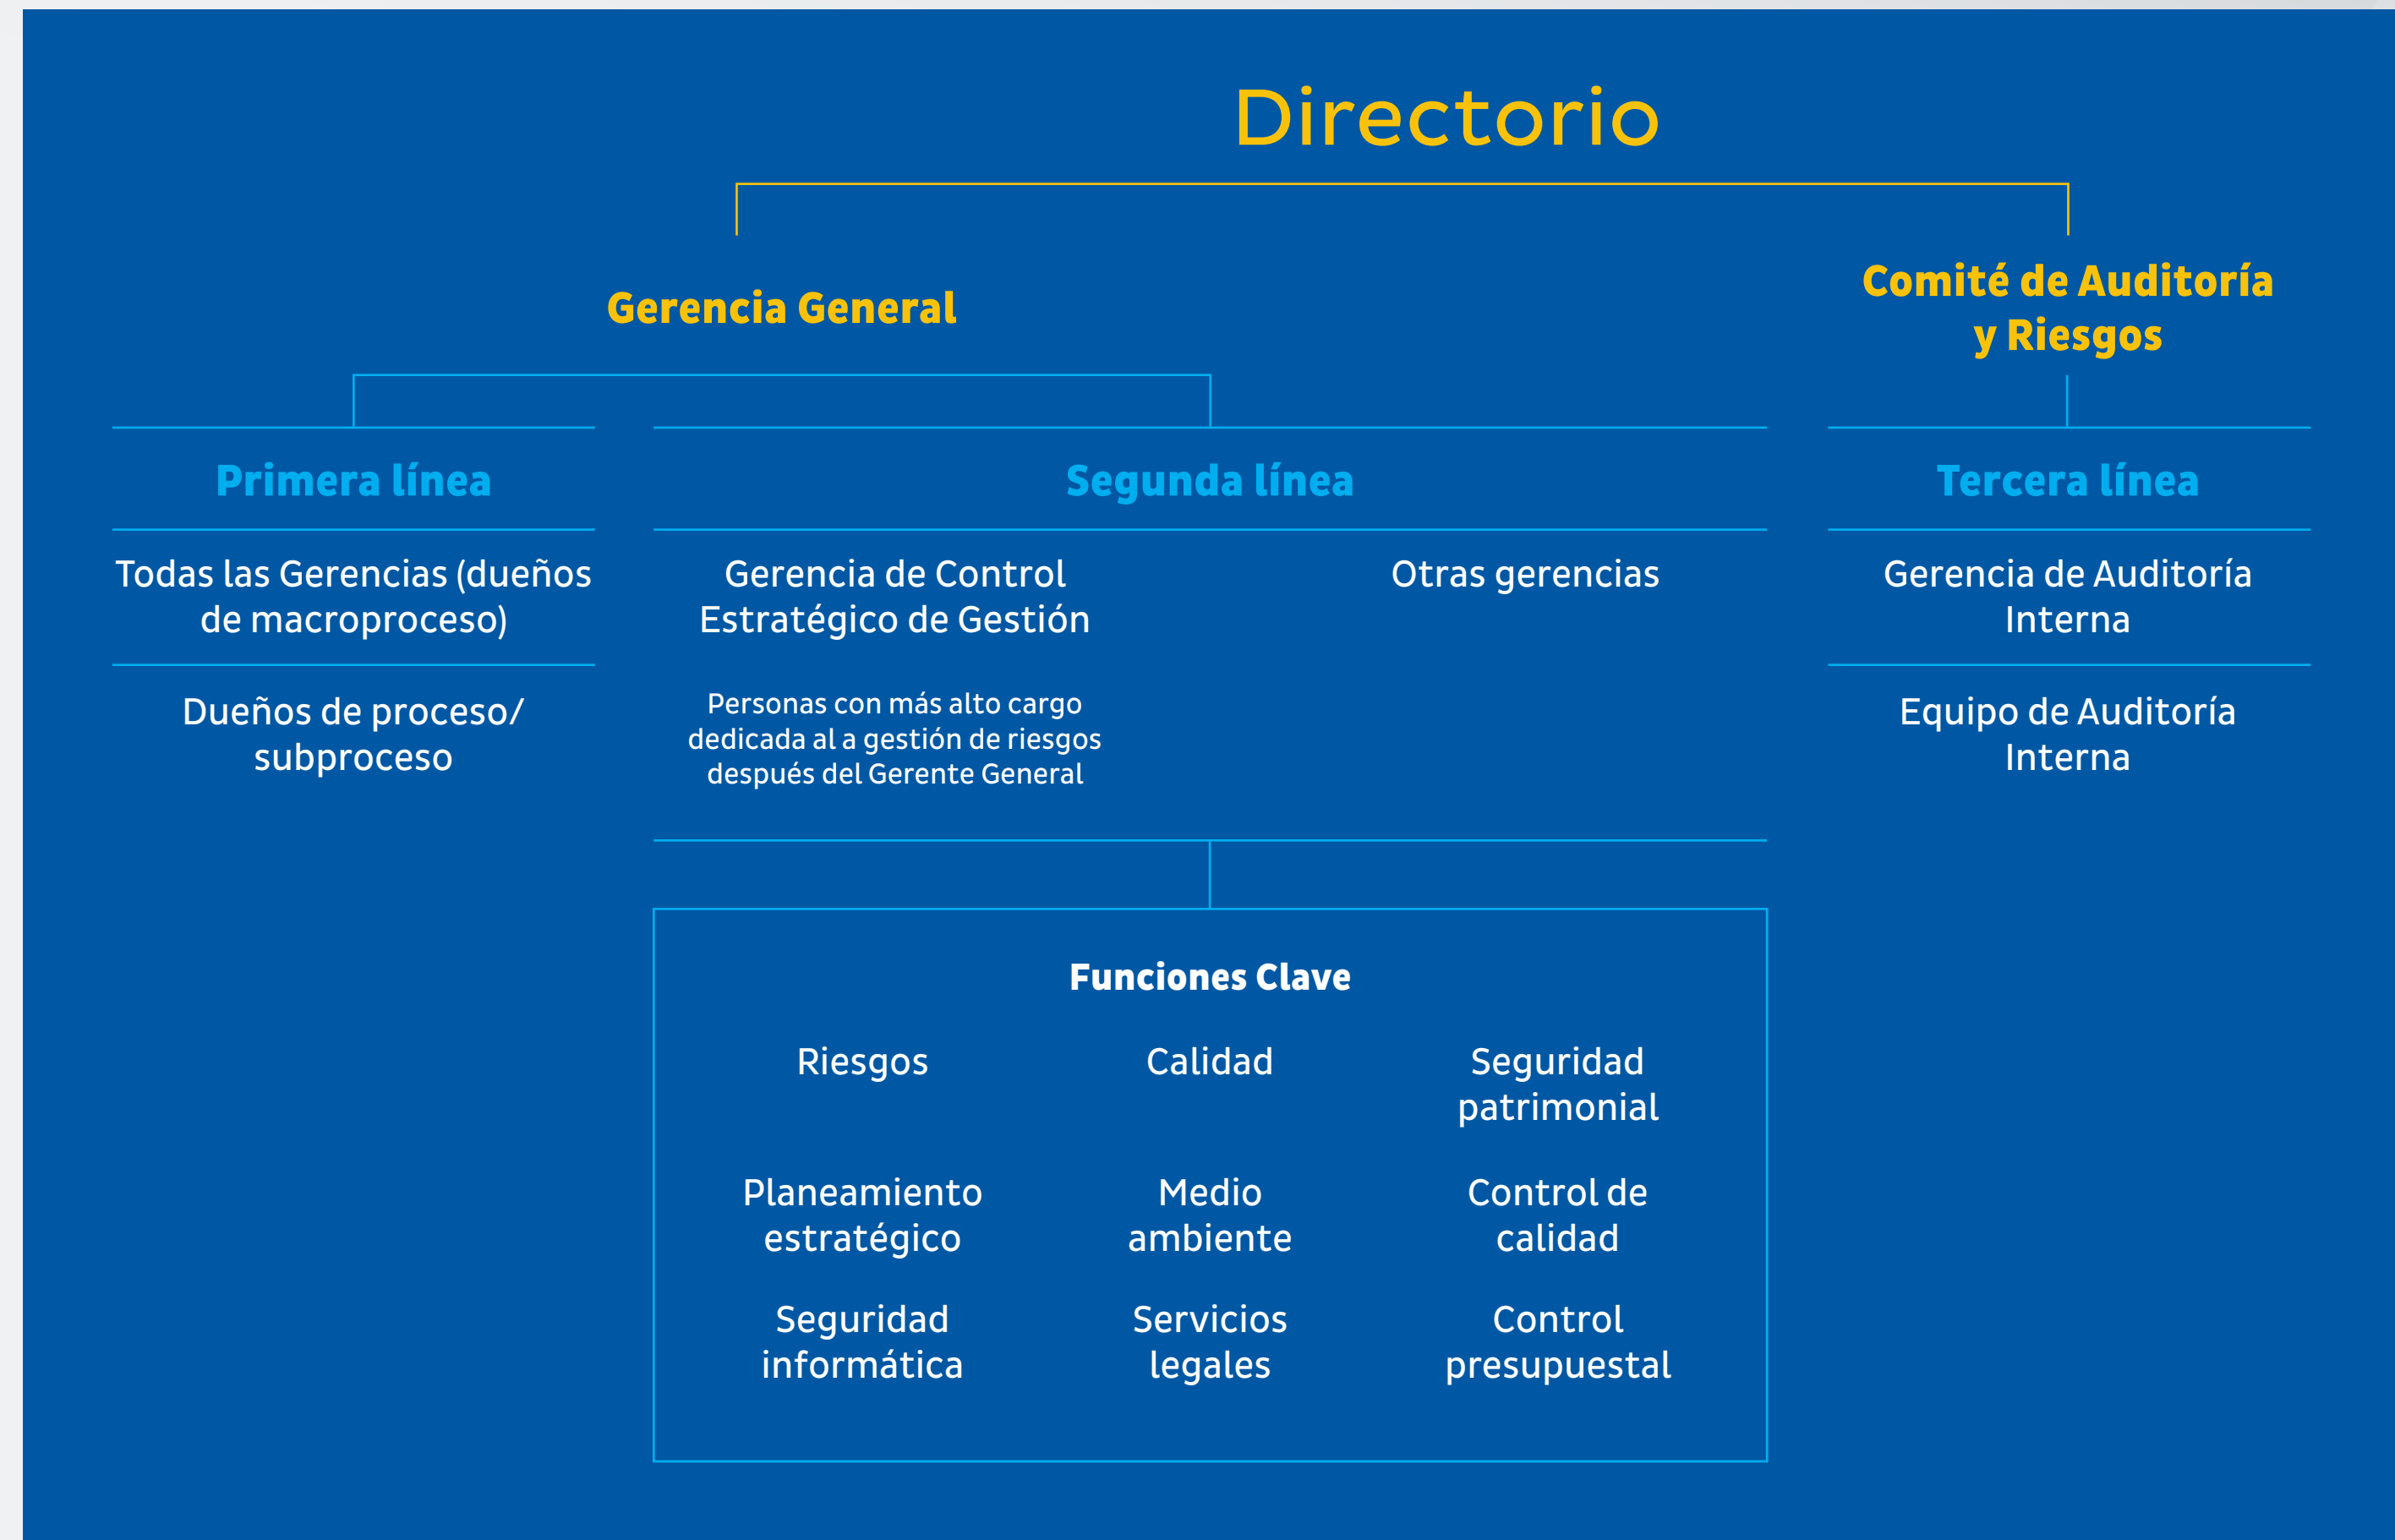 Directorio
Gerencia General
Comité de Auditoría
y Riesgos
Primera línea
Todas las Gerencias (dueños
de macroproceso)
Dueños de proceso/
subproceso
Segunda línea
Gerencia de Control
Estratégico de Gestión
Personas con más alto cargo
dedicada al a gestión de riesgos
después del Gerente General
Otras gerencias
Tercera línea
Gerencia de Auditoría
Interna
Equipo de Auditoría
Interna
Funciones Clave
Riesgos
Calidad
Seguridad
patrimonial
Planeamiento
estratégico
Medio
ambiente
Control de
calidad
Seguridad
informática
Servicios
legales
Control
presupuestal